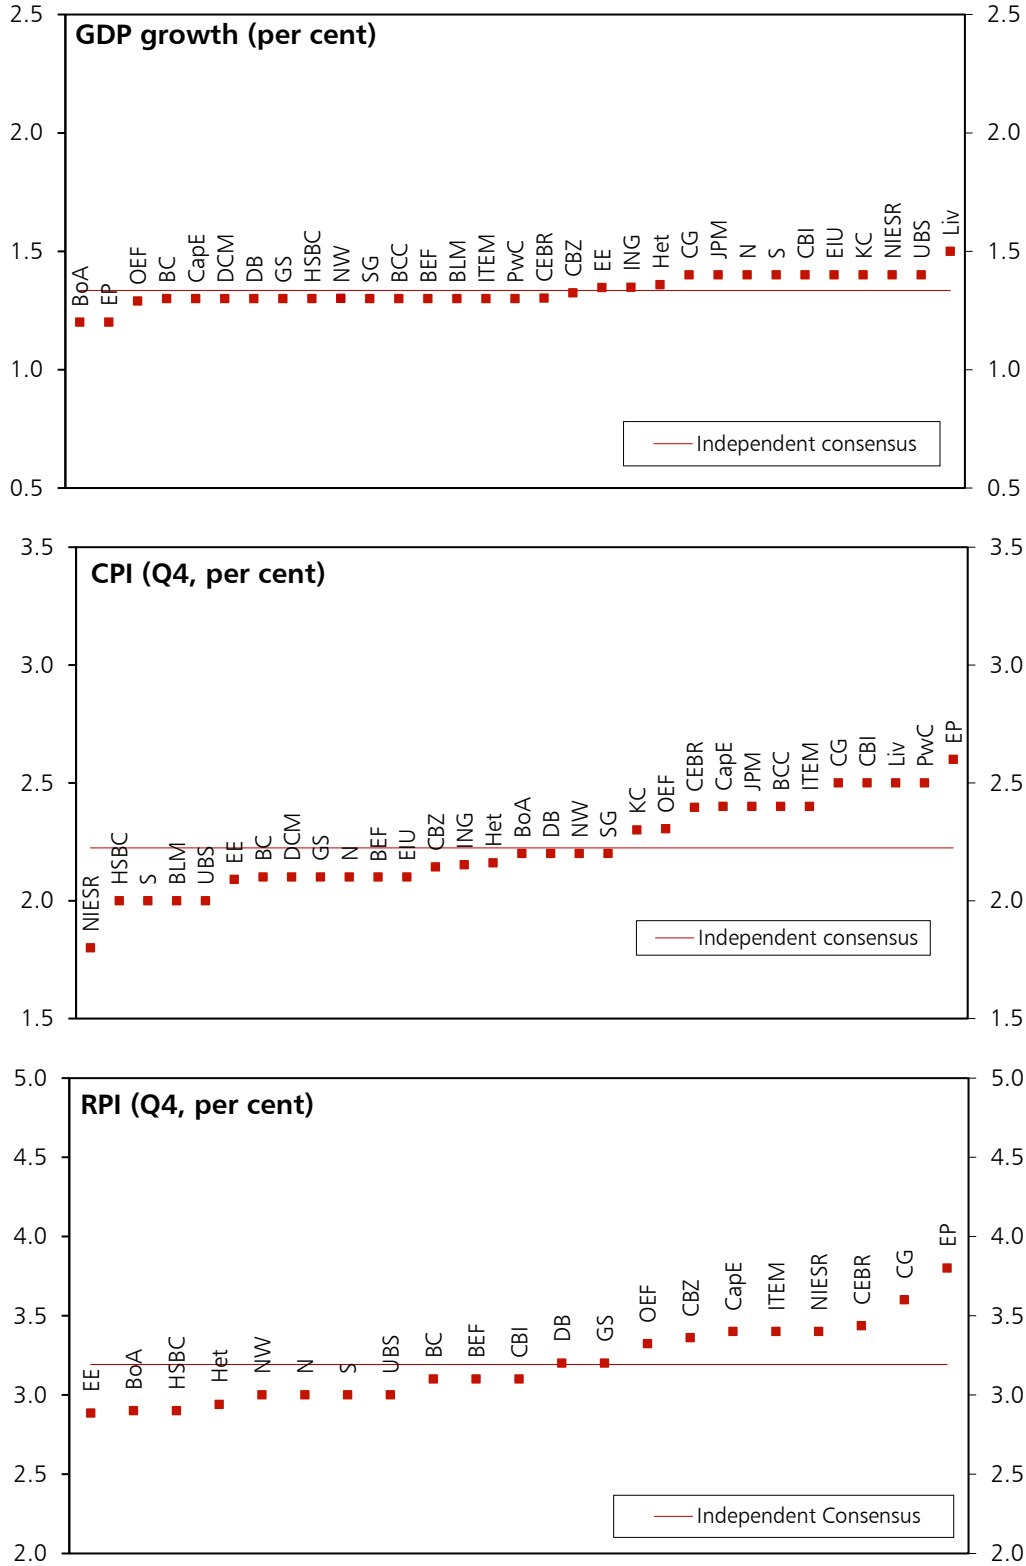 GDP growth (per cent)
2.5 2.5
2.0 2.0
1.5 1.5
1.0 1.0
0.5 0.5
BoA EP OEF BC CapE DCM DB GS HSBC NW SG BCC BEF BLM ITEM PwC CEBR CBZ EE ING Het CG JPM N S CBI EIU KC NIESR UBS Liv
Independent consensus
CPI (Q4, per cent)
3.5 3.5
3.0 3.0
2.5 2.5
2.0 2.0
1.5 1.5
NIESR HSBC S BLM UBS EE BC DCM GS N BEF EIU CBZ ING Het BoA DB NW SG KC OEF CEBR CapE JPM BCC ITEM CG CBI Liv PwC EP
Independent consensus
RPI (Q4, per cent)
5.0 5.0
4.5 4.5
4.0 4.0
3.5 3.5
3.0 3.0
2.5 2.5
2.0 2.0
EE BoA HSBC Het NW N S UBS BC BEF CBI DB GS OEF CBZ CapE ITEM NIESR CEBR CG EP
Independent Consensus